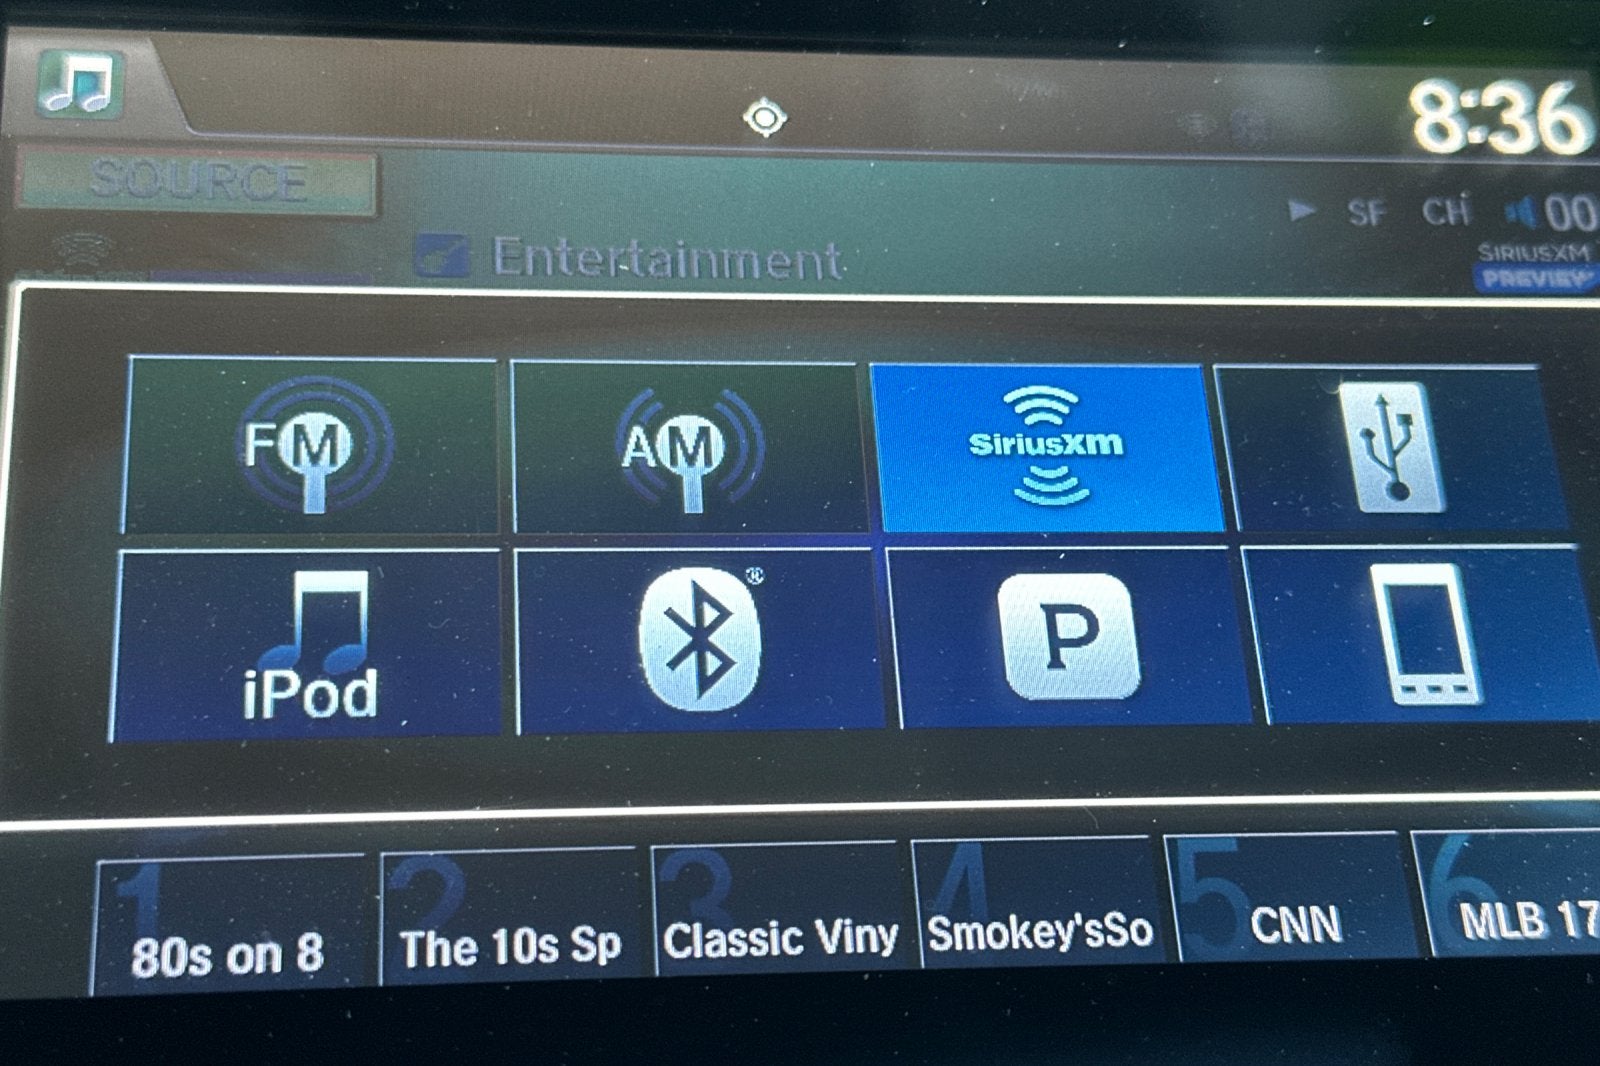 8:36
SOURCE
SF CH 00
Entertainment
SIRIUSXM
PREVIEW
FM
AM
SiriusXm
iPod
®
P
1
80s on 8
2
The 10s Sp
3
Classic Viny
4
Smokey'sSo
5
CNN
6
MLB 17